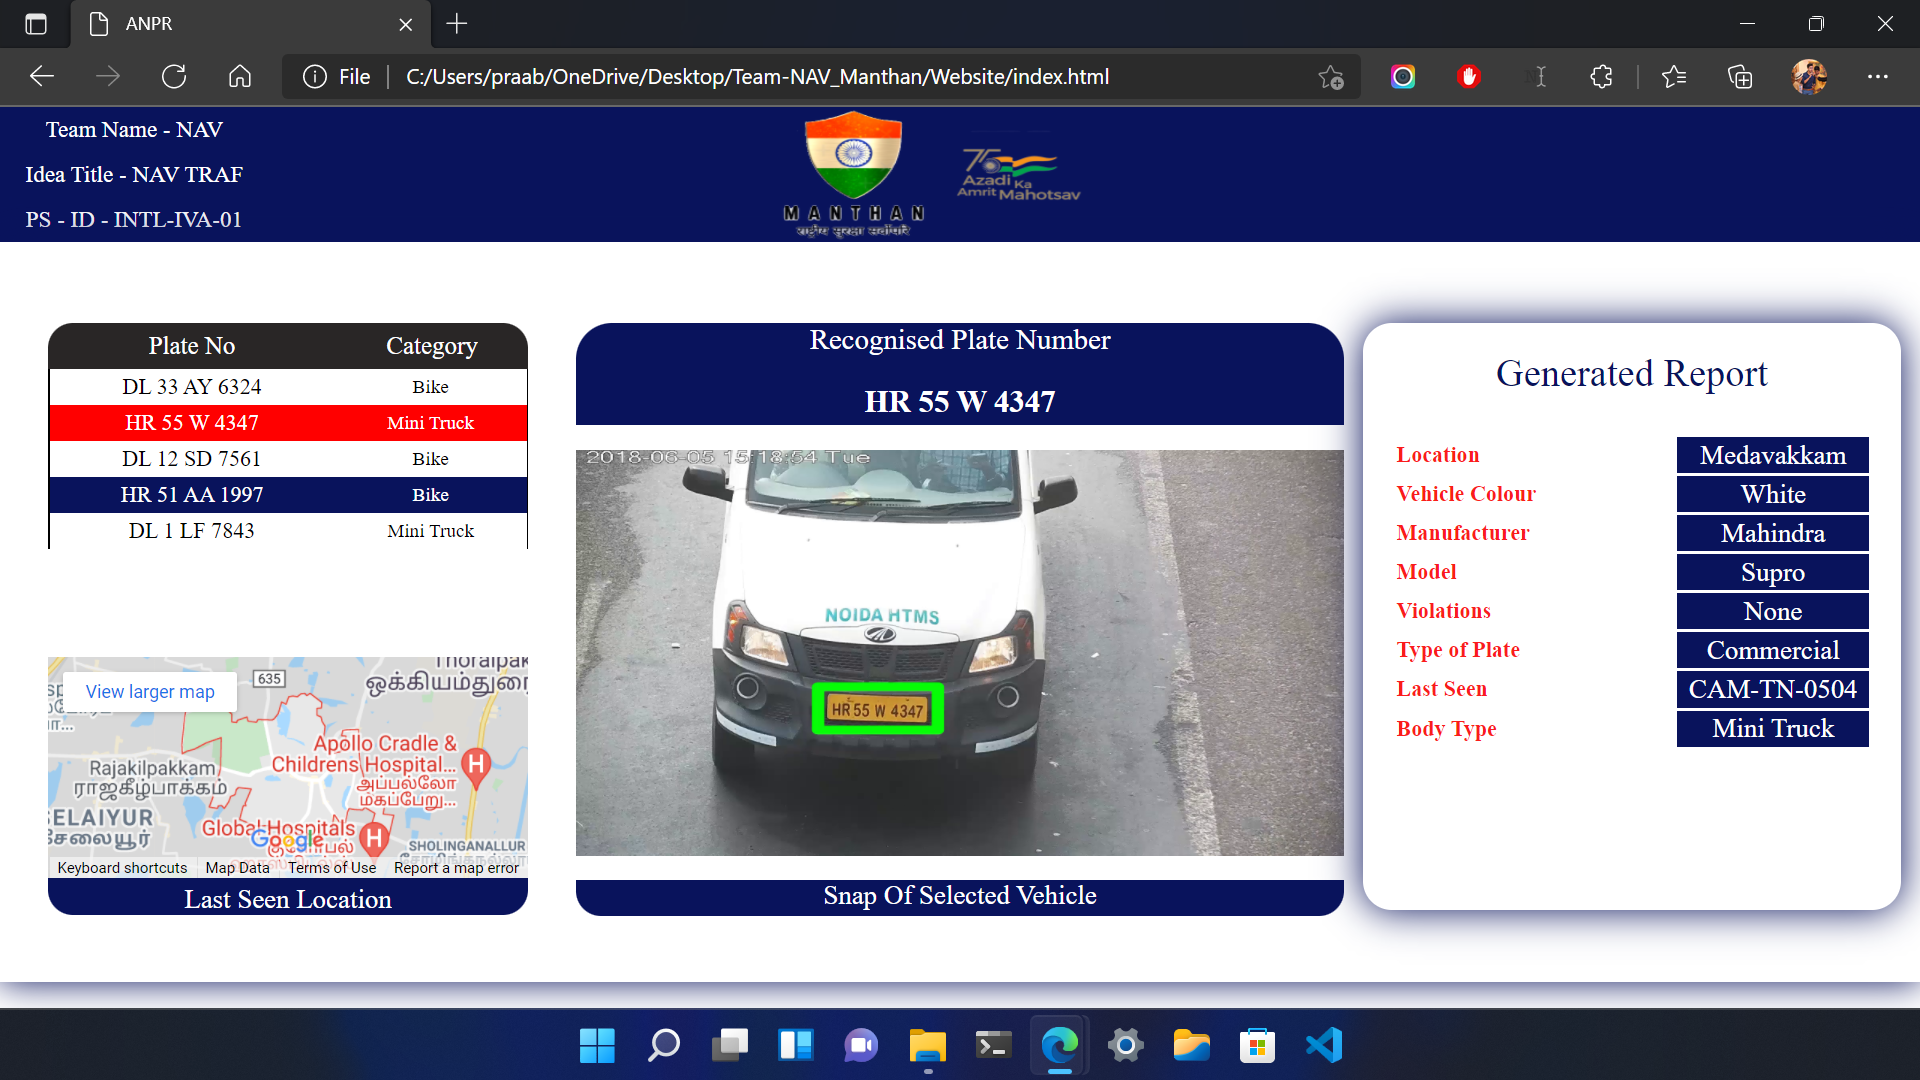 ANPR
File
C:/Users/praab/OneDrive/Desktop/Team-NAV_Manthan/Website/index.html
Team Name - NAV
Idea Title - NAV TRAF
PS - ID - INTL-IVA-01
MANTHAN
राष्ट्रीय सुरक्षा सर्वोपरि
75
Azadi Ka
Amrit Mahotsav
Plate No Category
DL 33 AY 6324 Bike
HR 55 W 4347 Mini Truck
DL 12 SD 7561 Bike
HR 51 AA 1997 Bike
DL 1 LF 7843 Mini Truck
View larger map
635
ஒக்கியம்துரை
Apollo Cradle &
Childrens Hospital...
அப்பல்லோ
மகப்பேறு...
Rajakilpakkam
ராஜகீழ்பாக்கம்
SELAIYUR
சேலையூர்
Global Hospitals
குளோபல்
Google
SHOLINGANALLUR
Keyboard shortcuts Map Data Terms of Use Report a map error
Last Seen Location
Recognised Plate Number
HR 55 W 4347
2018-06-05 15:18:54 Tue
NOIDA HTMS
HR 55 W 4347
Snap Of Selected Vehicle
Generated Report
Location Medavakkam
Vehicle Colour White
Manufacturer Mahindra
Model Supro
Violations None
Type of Plate Commercial
Last Seen CAM-TN-0504
Body Type Mini Truck